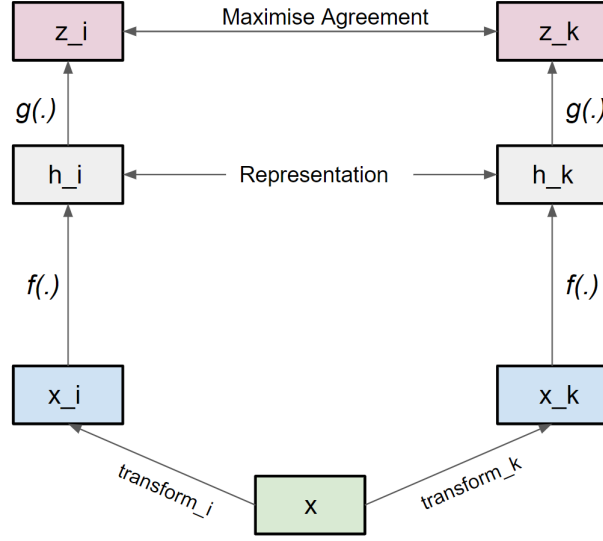 z_i
Maximise Agreement
z_k
g(.)
g(.)
h_i
Representation
h_k
f(.)
f(.)
x_i
x_k
transform_i
x
transform_k